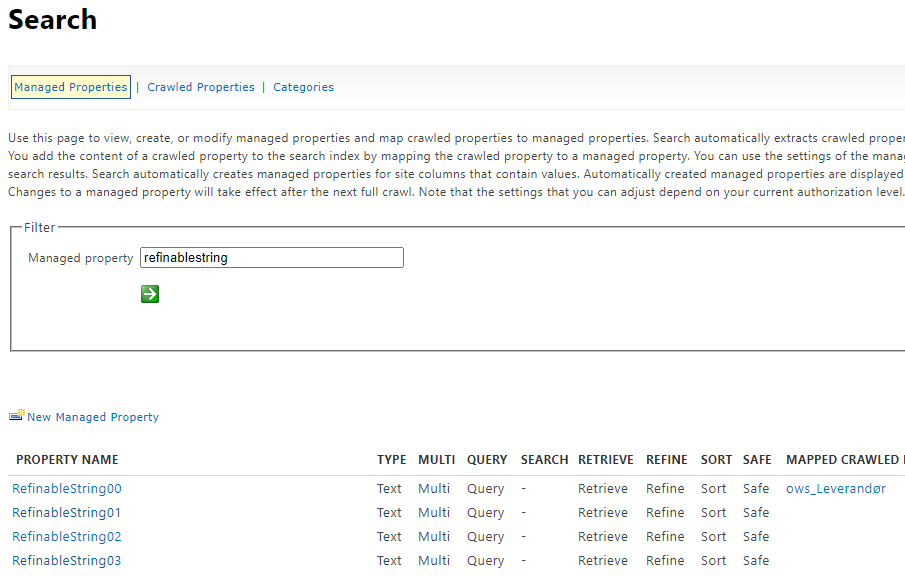 Search
Managed Properties | Crawled Properties | Categories
Use this page to view, create, or modify managed properties and map crawled properties to managed properties. Search automatically extracts crawled proper
You add the content of a crawled property to the search index by mapping the crawled property to a managed property. You can use the settings of the mana
search results. Search automatically creates managed properties for site columns that contain values. Automatically created managed properties are displayed
Changes to a managed property will take effect after the next full crawl. Note that the settings that you can adjust depend on your current authorization level.
Filter
Managed property refinablestring
New Managed Property
PROPERTY NAME TYPE MULTI QUERY SEARCH RETRIEVE REFINE SORT SAFE MAPPED CRAWLED
RefinableString00 Text Multi Query - Retrieve Refine Sort Safe ows_Leverandør
RefinableString01 Text Multi Query - Retrieve Refine Sort Safe
RefinableString02 Text Multi Query - Retrieve Refine Sort Safe
RefinableString03 Text Multi Query - Retrieve Refine Sort Safe